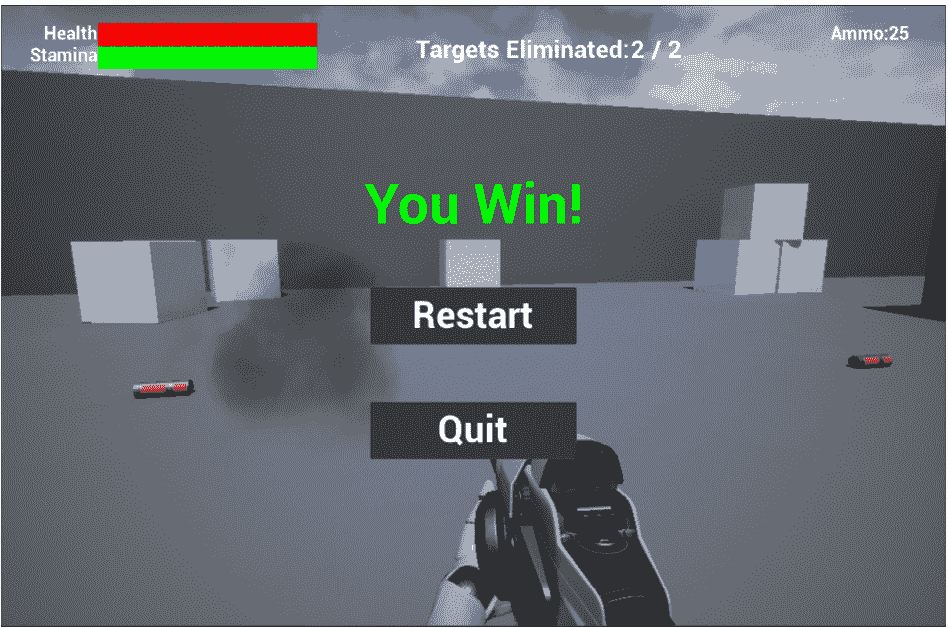 Health
Stamina
Targets Eliminated:2 / 2
Ammo:25
You Win!
Restart
Quit